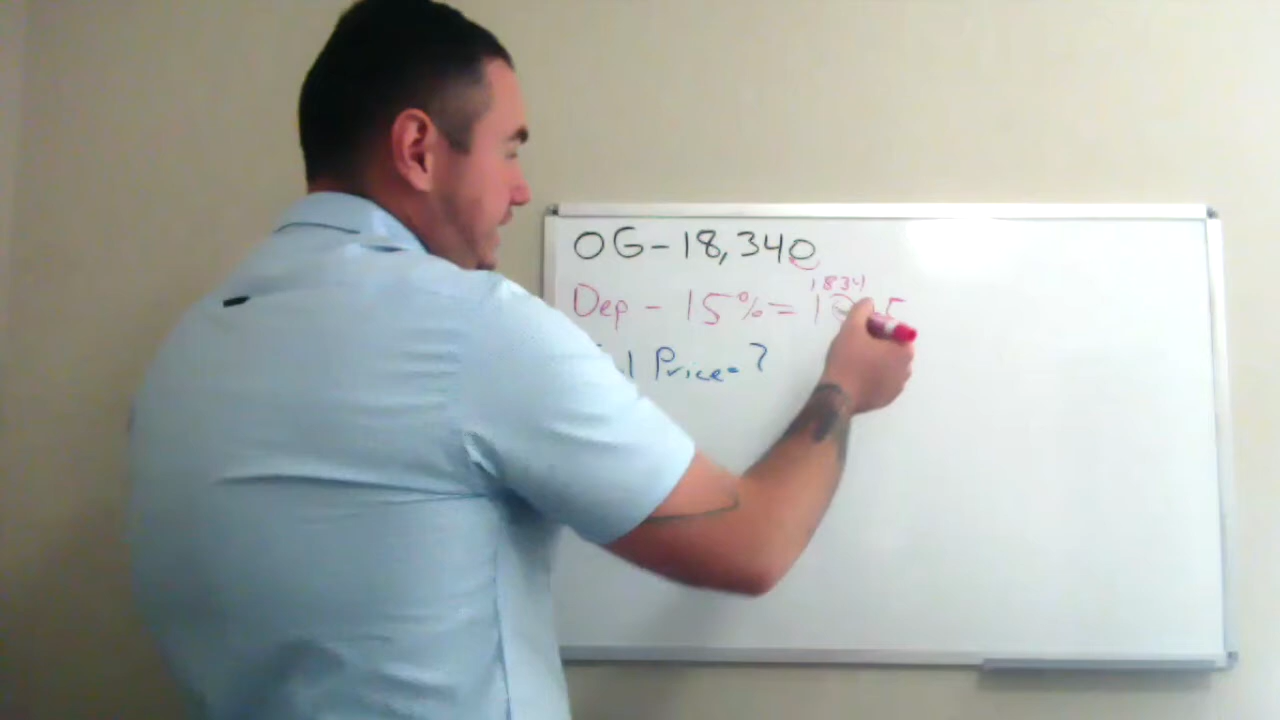 OG-18,340
1834
Dep - 15% =
Price = ?